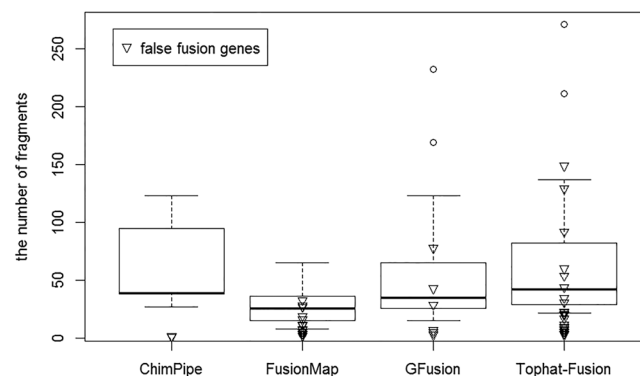 false fusion genes
the number of fragments
250
200
150
100
50
0
ChimPipe FusionMap GFusion Tophat-Fusion